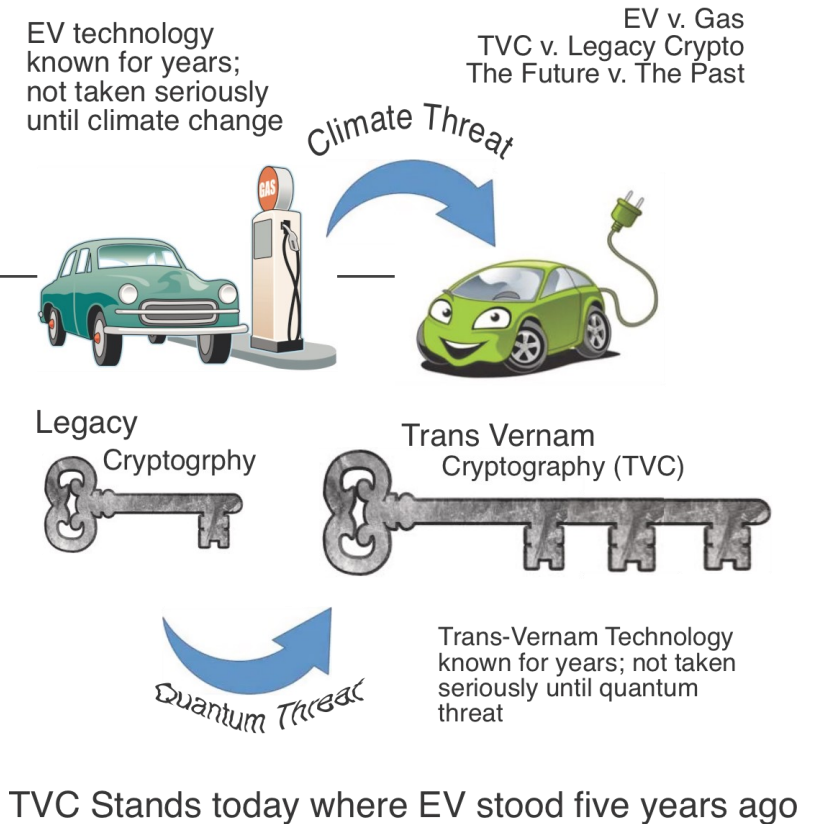 EV technology
known for years;
not taken seriously
until climate change
EV v. Gas
TVC v. Legacy Crypto
The Future v. The Past
Climate Threat
GAS
Legacy
Cryptogrphy
Trans Vernam
Cryptography (TVC)
Quantum Threat
Trans-Vernam Technology
known for years; not taken
seriously until quantum
threat
TVC Stands today where EV stood five years ago